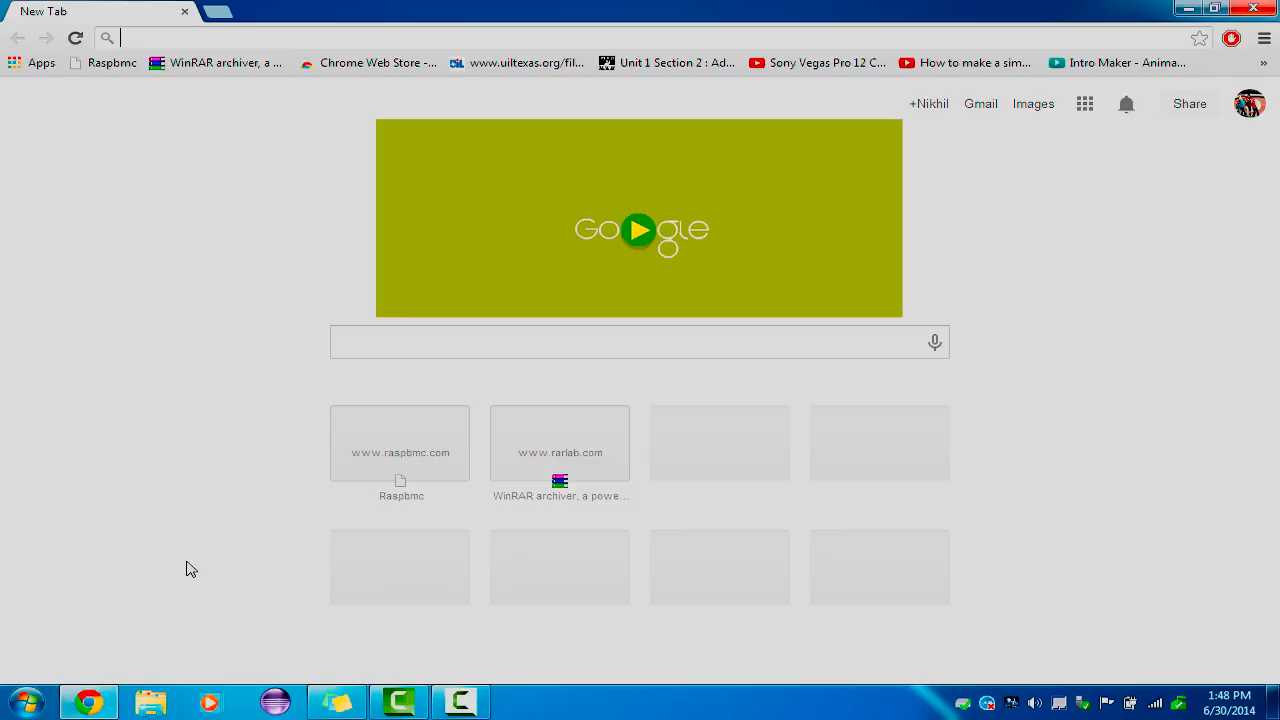 New Tab
Apps Raspbmc WinRAR archiver, a ... Chrome Web Store -... www.uiltexas.org/fil... Unit 1 Section 2 : Ad... Sony Vegas Pro 12 C... How to make a sim... Intro Maker - Anima... »
+Nikhil Gmail Images Share
Google
www.raspbmc.com www.rarlab.com
Raspbmc WinRAR archiver, a powe...
1:48 PM
6/30/2014